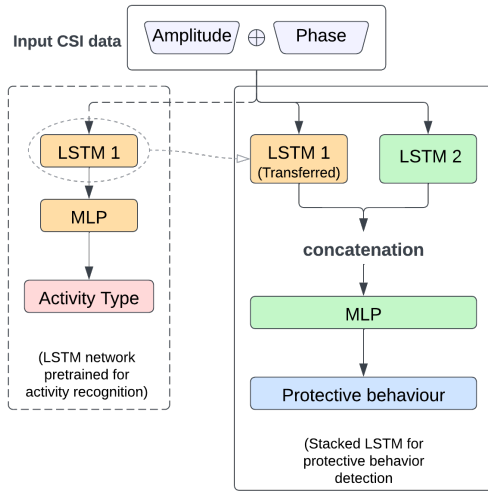 Input CSI data
Amplitude ⊕ Phase
LSTM 1
MLP
Activity Type
(LSTM network
pretrained for
activity recognition)
LSTM 1
(Transferred)
LSTM 2
concatenation
MLP
Protective behaviour
(Stacked LSTM for
protective behavior
detection